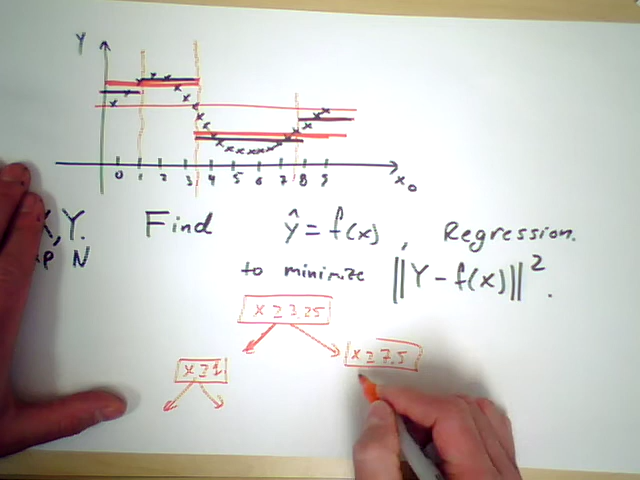 Y
0 1 2 3 4 5 6 7 8 9
x₀
X, Y. Find ŷ = f(x), Regression.
P N to minimize ||Y - f(x)||².
x ≥ 3.25
x ≥ 1 x ≥ 7.5